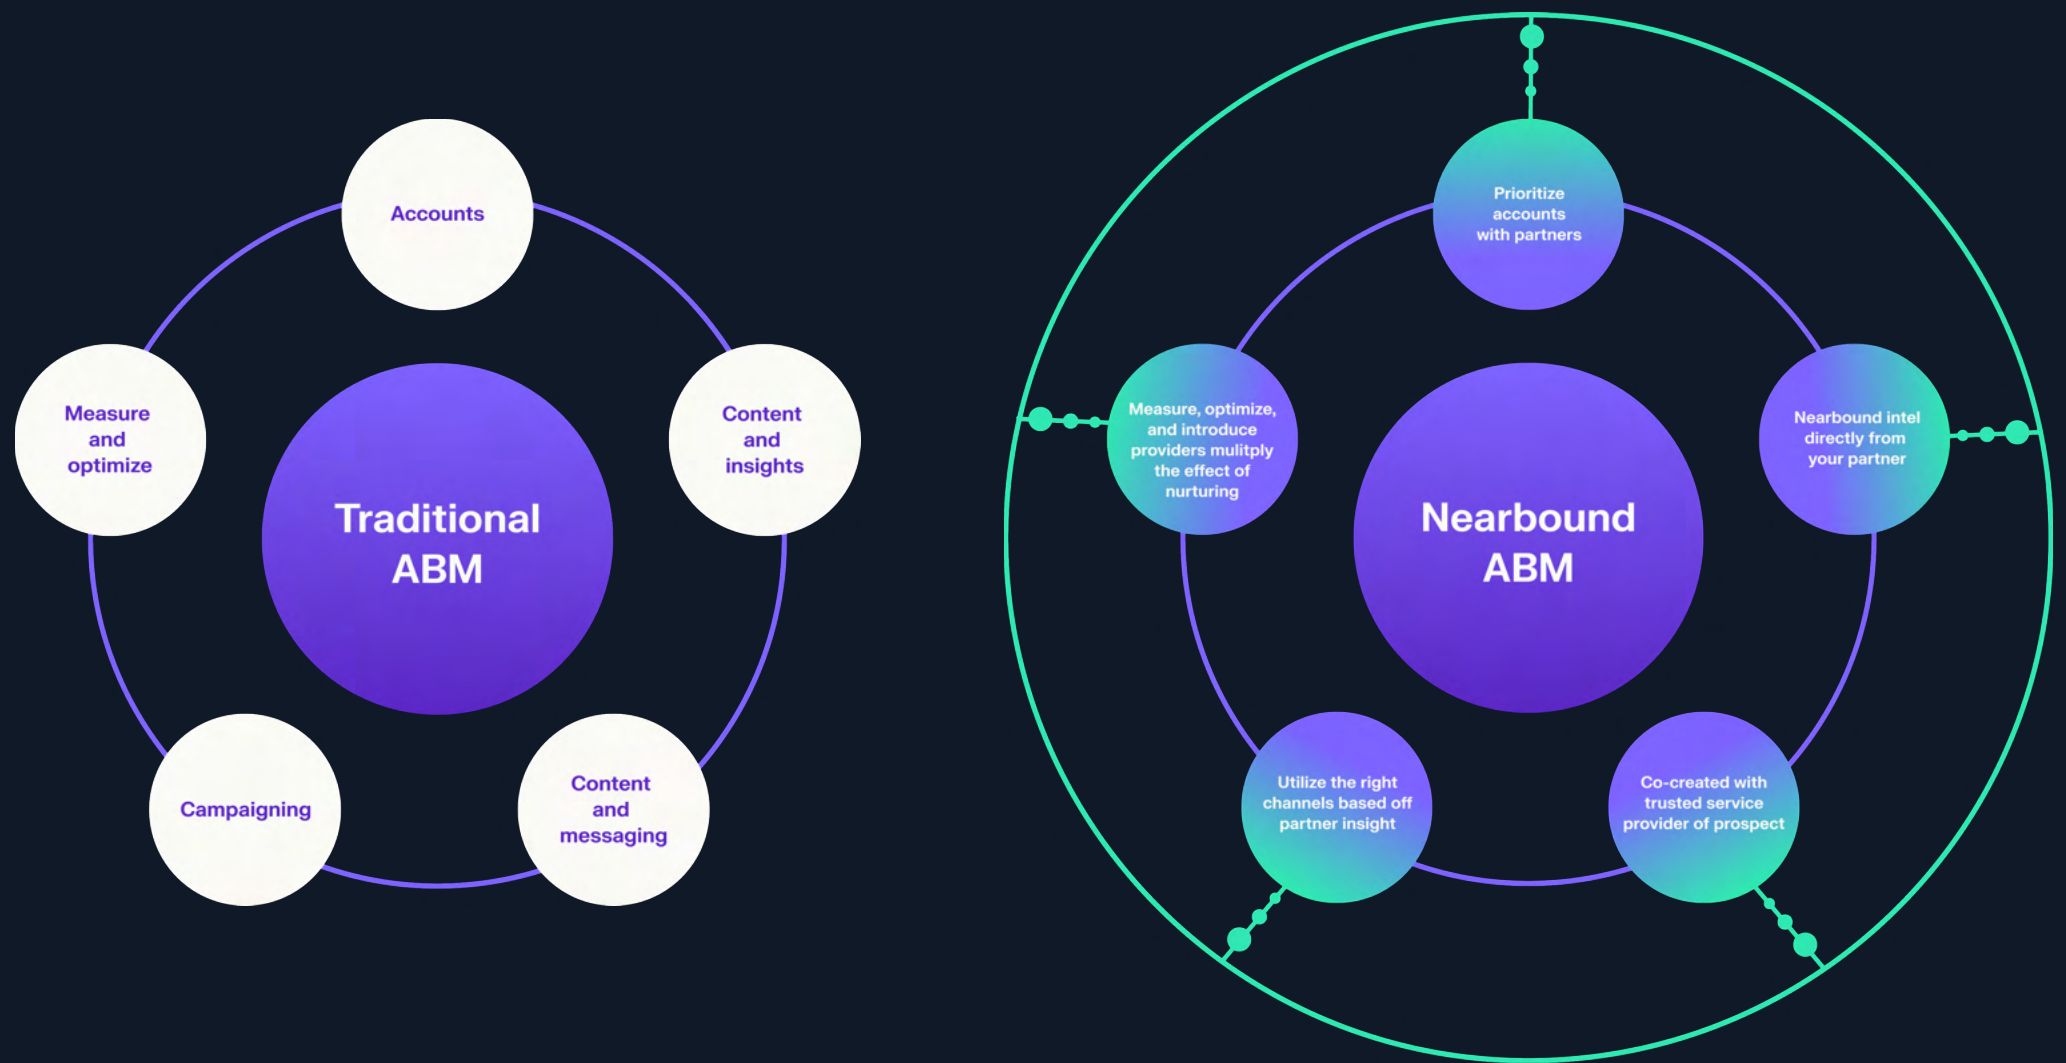 Accounts
Content
and
insights
Content
and
messaging
Campaigning
Measure
and
optimize
Traditional
ABM
Prioritize
accounts
with partners
Nearbound intel
directly from
your partner
Co-created with
trusted service
provider of prospect
Utilize the right
channels based off
partner insight
Measure, optimize,
and introduce
providers mulitply
the effect of
nurturing
Nearbound
ABM